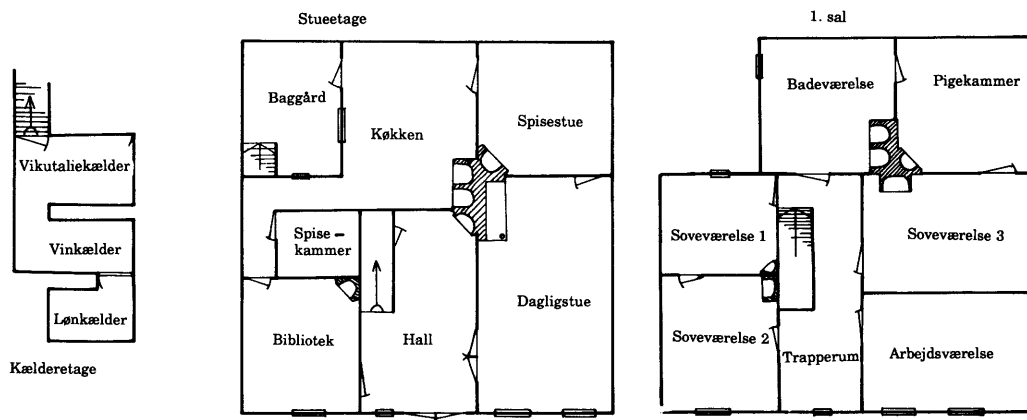 Stueetage
1. sal
Baggård
Køkken
Spisestue
Badeværelse
Pigekammer
Vikutaliekælder
Vinkælder
Lønkælder
Kælderetage
Spise –
kammer
Bibliotek
Hall
Dagligstue
Soveværelse 1
Soveværelse 3
Soveværelse 2
Trapperum
Arbejdsværelse